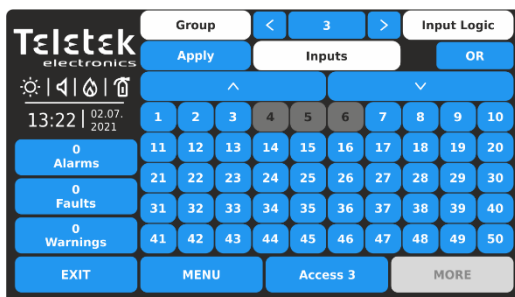 Teletek
electronics
13:22 02.07.
2021
0
Alarms
0
Faults
0
Warnings
EXIT
Group < 3 > Input Logic
Apply Inputs OR
1 2 3 4 5 6 7 8 9 10
11 12 13 14 15 16 17 18 19 20
21 22 23 24 25 26 27 28 29 30
31 32 33 34 35 36 37 38 39 40
41 42 43 44 45 46 47 48 49 50
MENU Access 3 MORE